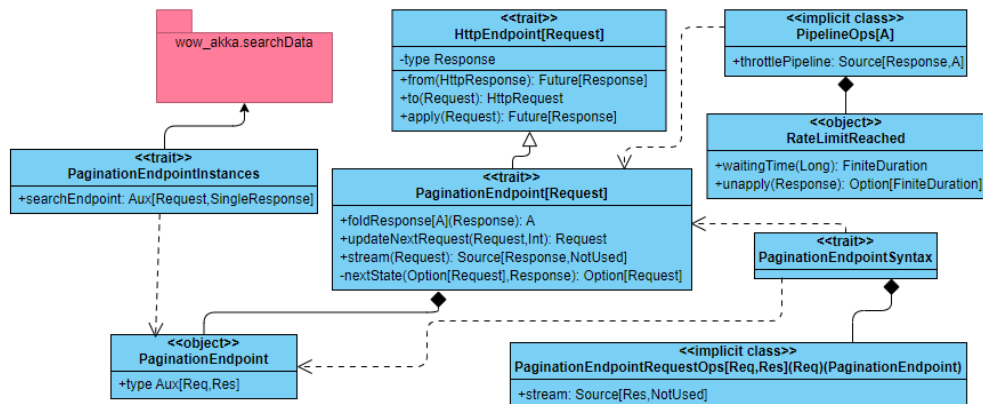 wow_akka.searchData
<<trait>>
HttpEndpoint[Request]
-type Response
+from(HttpResponse): Future[Response]
+to(Request): HttpRequest
+apply(Request): Future[Response]
<<implicit class>>
PipelineOps[A]
+throttlePipeline: Source[Response,A]
<<object>>
RateLimitReached
+waitingTime(Long): FiniteDuration
+unapply(Response): Option[FiniteDuration]
<<trait>>
PaginationEndpointInstances
+searchEndpoint: Aux[Request,SingleResponse]
<<trait>>
PaginationEndpoint[Request]
+foldResponse[A](Response): A
+updateNextRequest(Request,Int): Request
+stream(Request): Source[Response,NotUsed]
-nextState(Option[Request],Response): Option[Request]
<<trait>>
PaginationEndpointSyntax
<<object>>
PaginationEndpoint
+type Aux[Req,Res]
<<implicit class>>
PaginationEndpointRequestOps[Req,Res](Req)(PaginationEndpoint)
+stream: Source[Res,NotUsed]